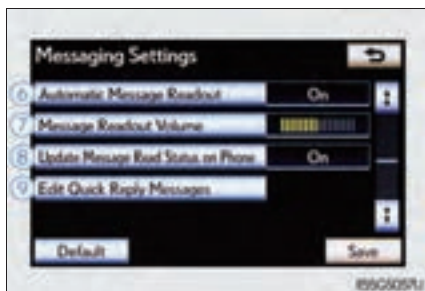 Messaging Settings
6 Automatic Message Readout On
7 Message Readout Volume
8 Update Message Read Status on Phone On
9 Edit Quick Reply Messages
Default Save